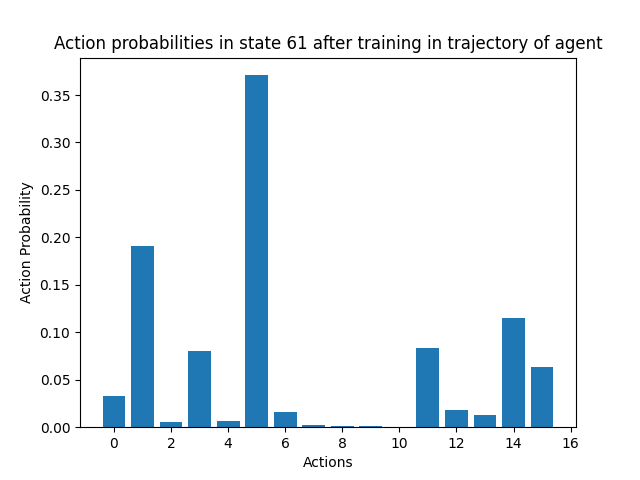 Action probabilities in state 61 after training in trajectory of agent
0.35
0.30
0.25
0.20
0.15
0.10
0.05
0.00
Action Probability
0 2 4 6 8 10 12 14 16
Actions